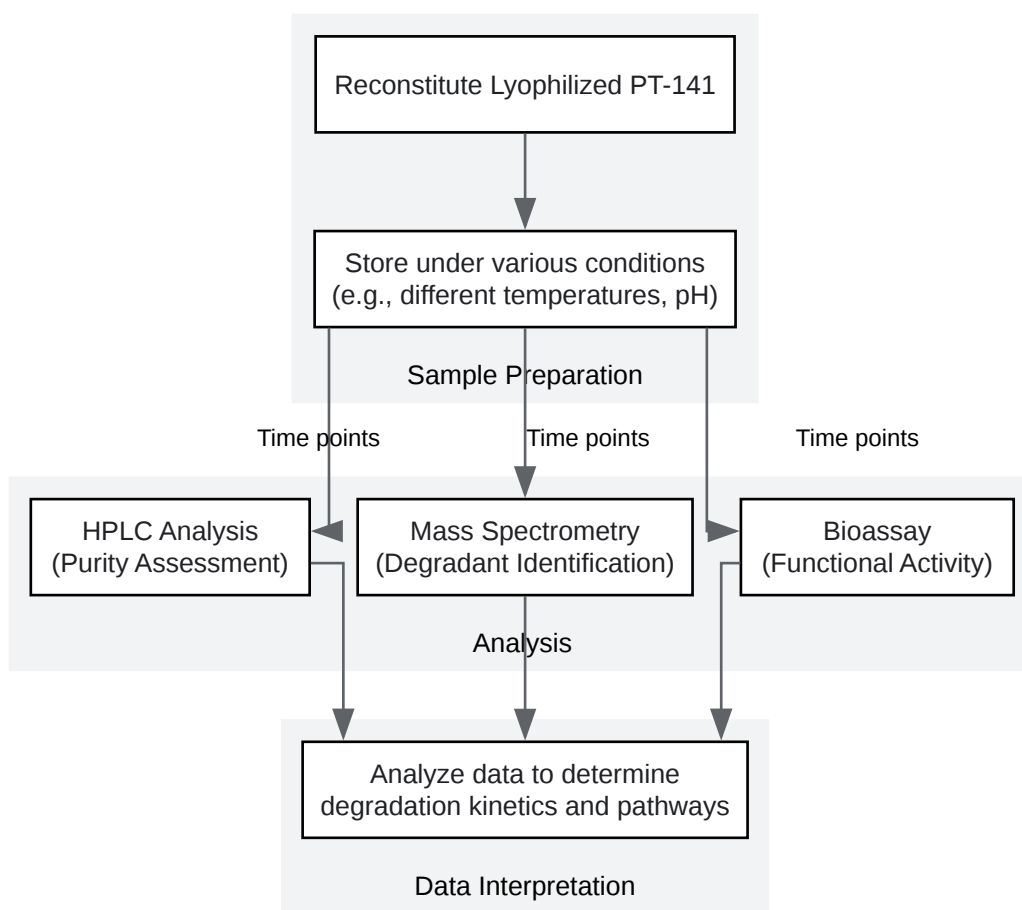 Reconstitute Lyophilized PT-141
Store under various conditions
(e.g., different temperatures, pH)
Sample Preparation
Time points
Time points
Time points
HPLC Analysis
(Purity Assessment)
Mass Spectrometry
(Degradant Identification)
Bioassay
(Functional Activity)
Analysis
Analyze data to determine
degradation kinetics and pathways
Data Interpretation